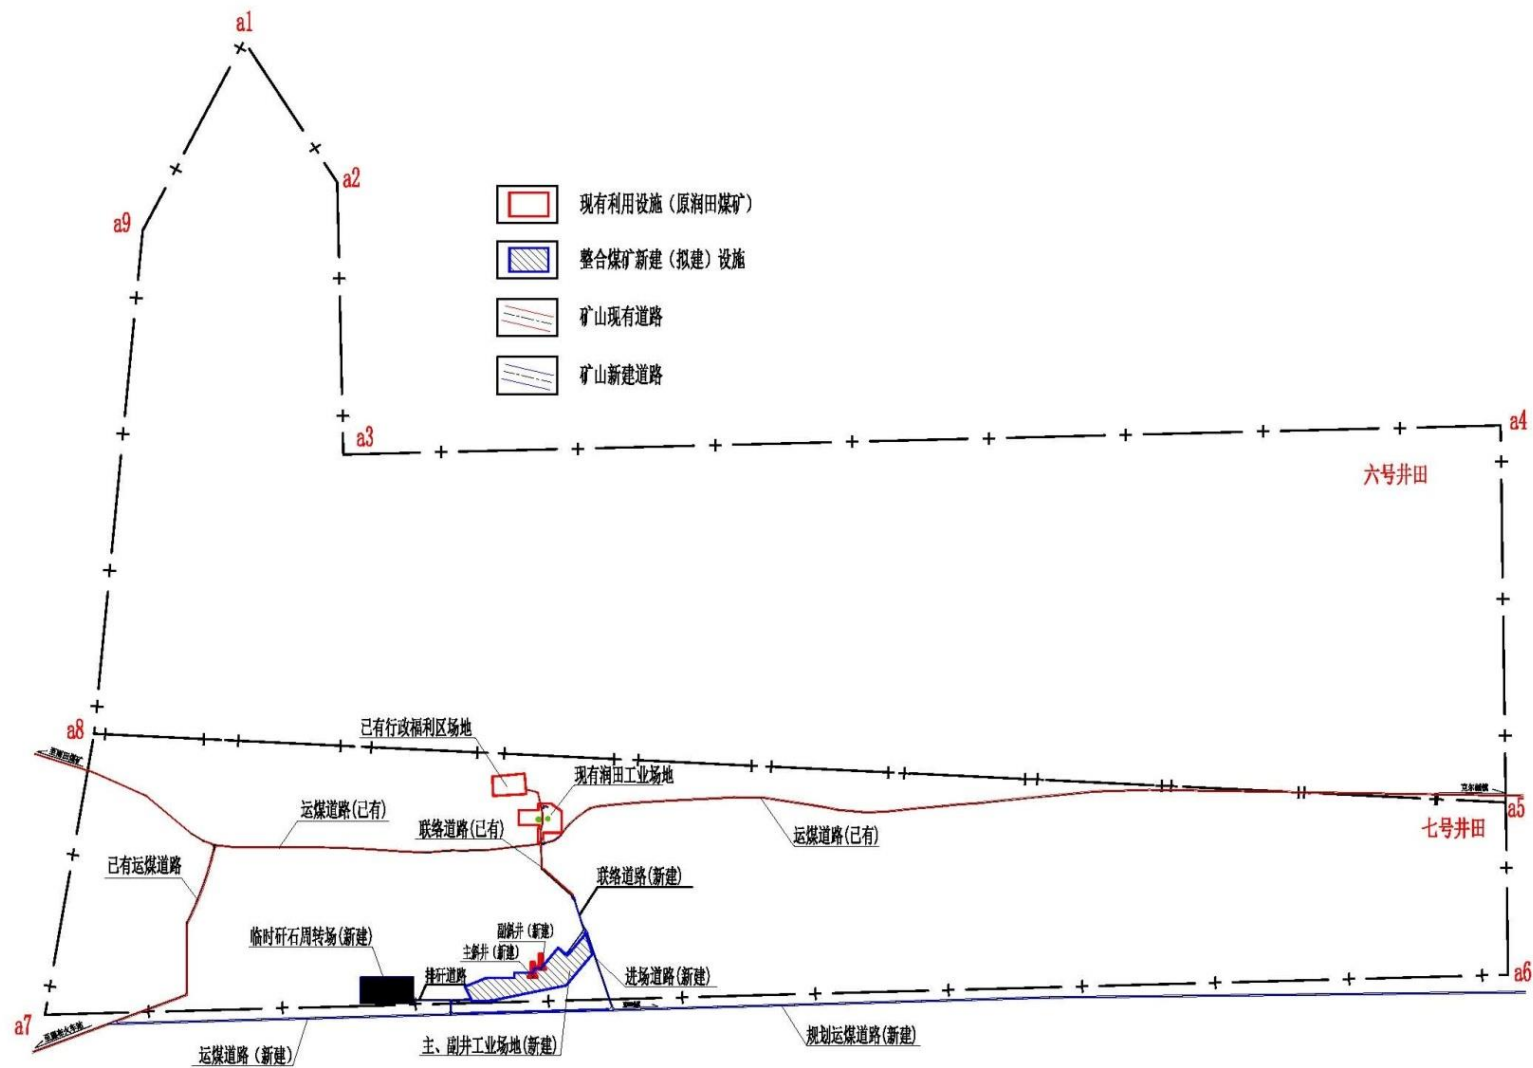 a1
a2
a9
现有利用设施（原润田煤矿）
整合煤矿新建（拟建）设施
矿山现有道路
矿山新建道路
a3
a4
六号井田
a8
已有行政福利区场地
现有润田工业场地
运煤道路(已有)
联络道路(已有)
运煤道路(已有)
a5
七号井田
已有运煤道路
联络道路(新建)
临时矸石周转场(新建)
副斜井（新建）
主斜井（新建）
排矸道路
进场道路(新建)
a6
a7
运煤道路（新建）
主、副井工业场地(新建)
规划运煤道路(新建)